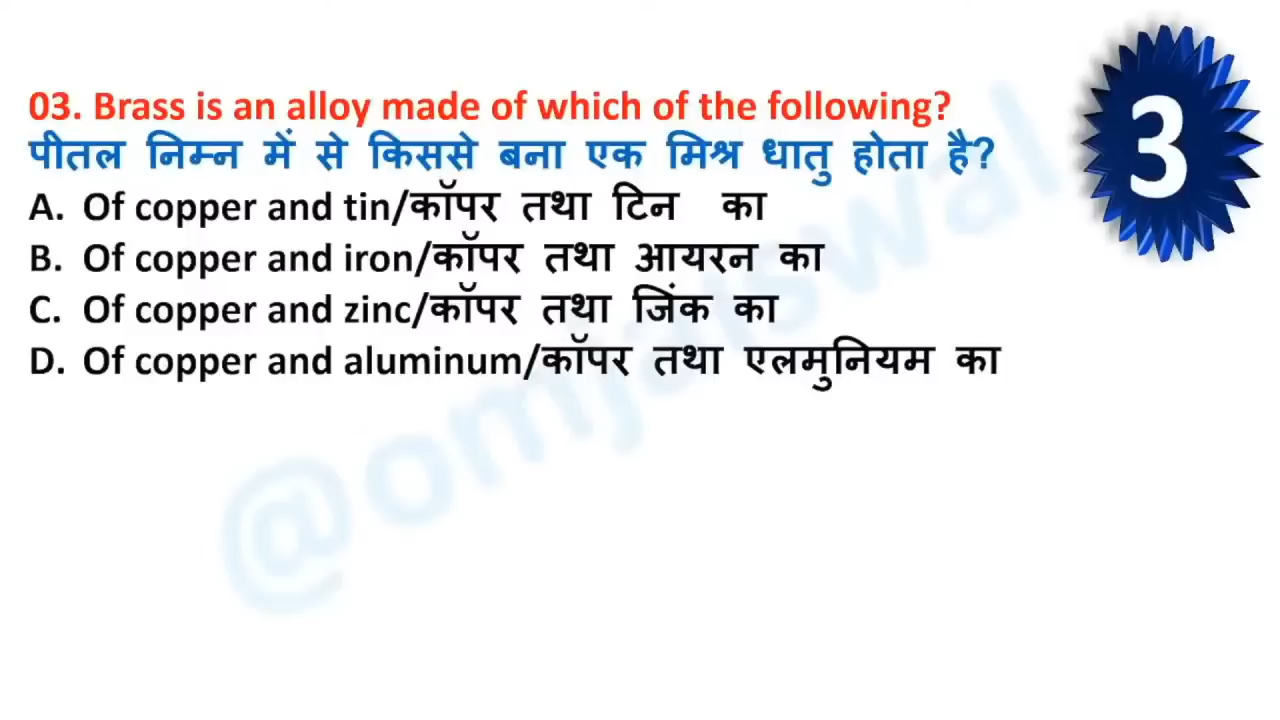 03. Brass is an alloy made of which of the following?
पीतल निम्न में से किससे बना एक मिश्र धातु होता है?
A. Of copper and tin/कॉपर तथा टिन का
B. Of copper and iron/कॉपर तथा आयरन का
C. Of copper and zinc/कॉपर तथा जिंक का
D. Of copper and aluminum/कॉपर तथा एलमुनियम का
3
@omjaiswal